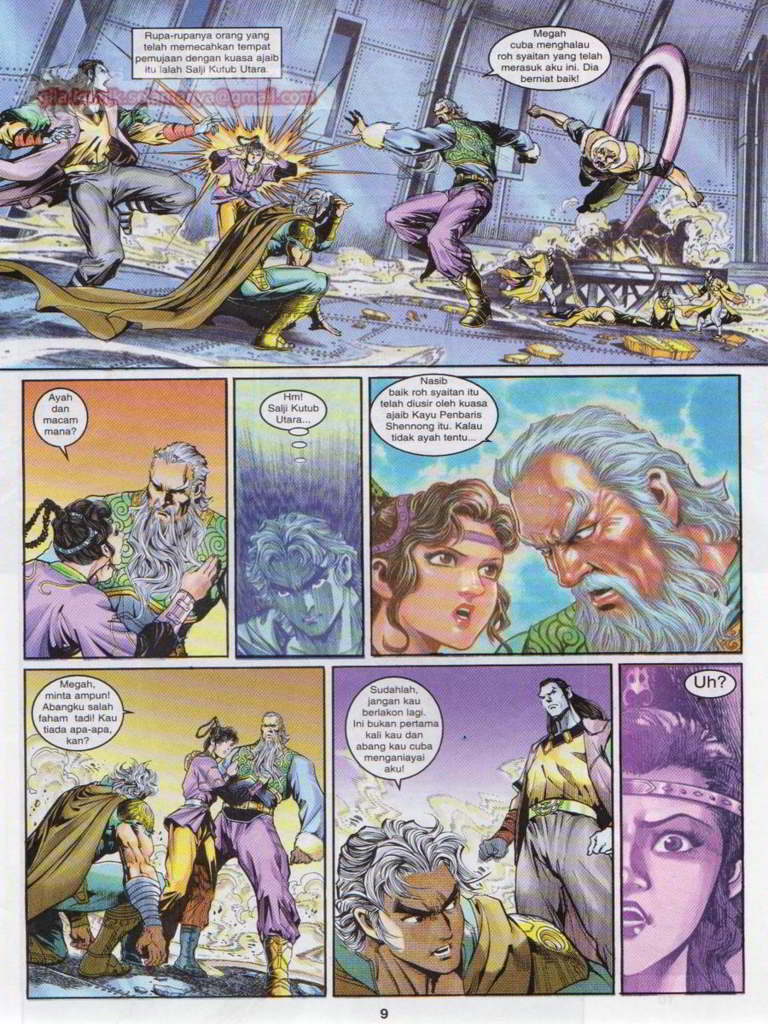 Rupa-rupanya orang yang
telah memecahkan tempat
pemujaan dengan kuasa ajaib
itu ialah Salji Kutub Utara.
Megah
cuba menghalau
roh syaitan yang telah
merasuk aku ini. Dia
berniat baik!
Ayah
dan
macam
mana?
Hm!
Salji Kutub
Utara...
Nasib
baik roh syaitan itu
telah diusir oleh kuasa
ajaib Kayu Penbaris
Shennong itu. Kalau
tidak ayah tentu...
Megah,
minta ampun!
Abangku salah
faham tadi! Kau
tiada apa-apa,
kan?
Sudahlah,
jangan kau
berlakon lagi.
Ini bukan pertama
kali kau dan
abang kau cuba
menganiayai
aku!
Uh?
9